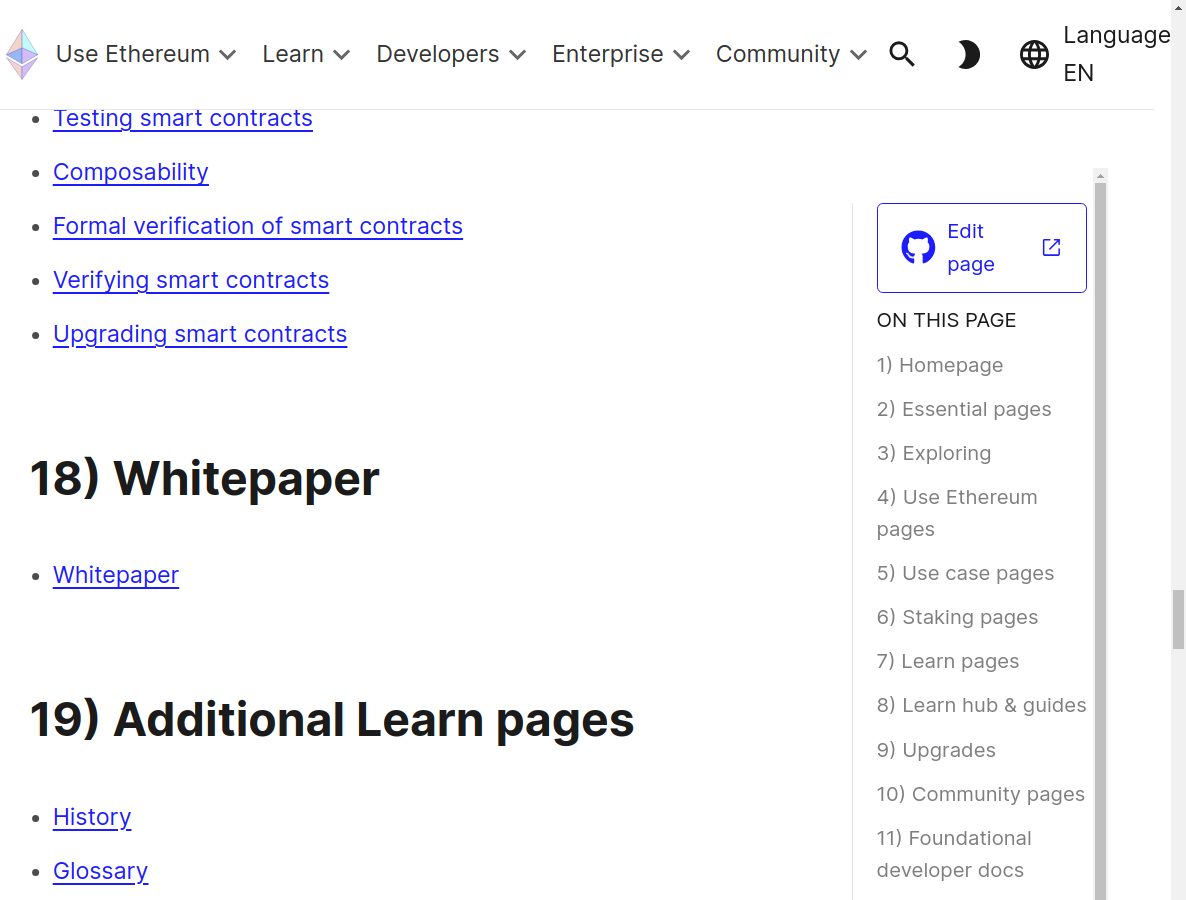 Use Ethereum
Learn
Developers
Enterprise
Community
Language
EN
Testing smart contracts
Composability
Formal verification of smart contracts
Verifying smart contracts
Upgrading smart contracts
18) Whitepaper
Whitepaper
19) Additional Learn pages
History
Glossary
Edit
page
ON THIS PAGE
1) Homepage
2) Essential pages
3) Exploring
4) Use Ethereum
pages
5) Use case pages
6) Staking pages
7) Learn pages
8) Learn hub & guides
9) Upgrades
10) Community pages
11) Foundational
developer docs